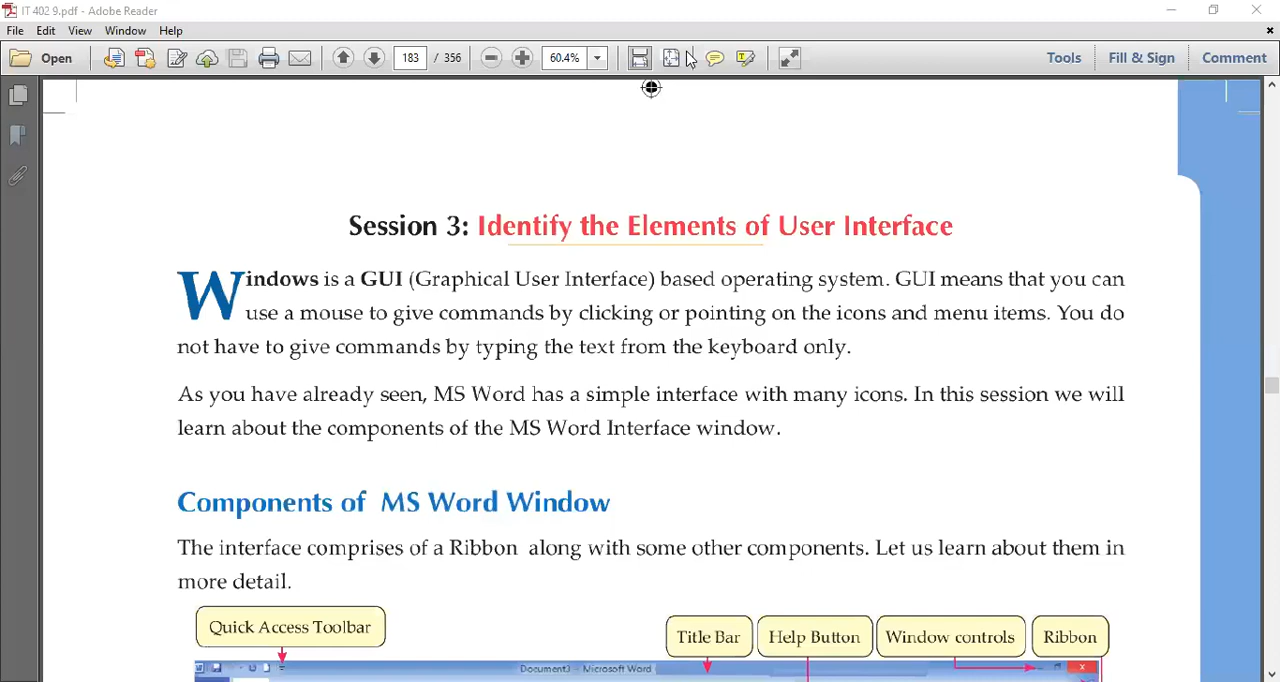 IT 402 9.pdf - Adobe Reader
File Edit View Window Help
Open 183 / 356 60.4% Tools Fill & Sign Comment
Session 3: Identify the Elements of User Interface
Windows is a GUI (Graphical User Interface) based operating system. GUI means that you can
use a mouse to give commands by clicking or pointing on the icons and menu items. You do
not have to give commands by typing the text from the keyboard only.
As you have already seen, MS Word has a simple interface with many icons. In this session we will
learn about the components of the MS Word Interface window.
Components of MS Word Window
The interface comprises of a Ribbon along with some other components. Let us learn about them in
more detail.
Quick Access Toolbar
Title Bar Help Button Window controls Ribbon
Document3 - Microsoft Word